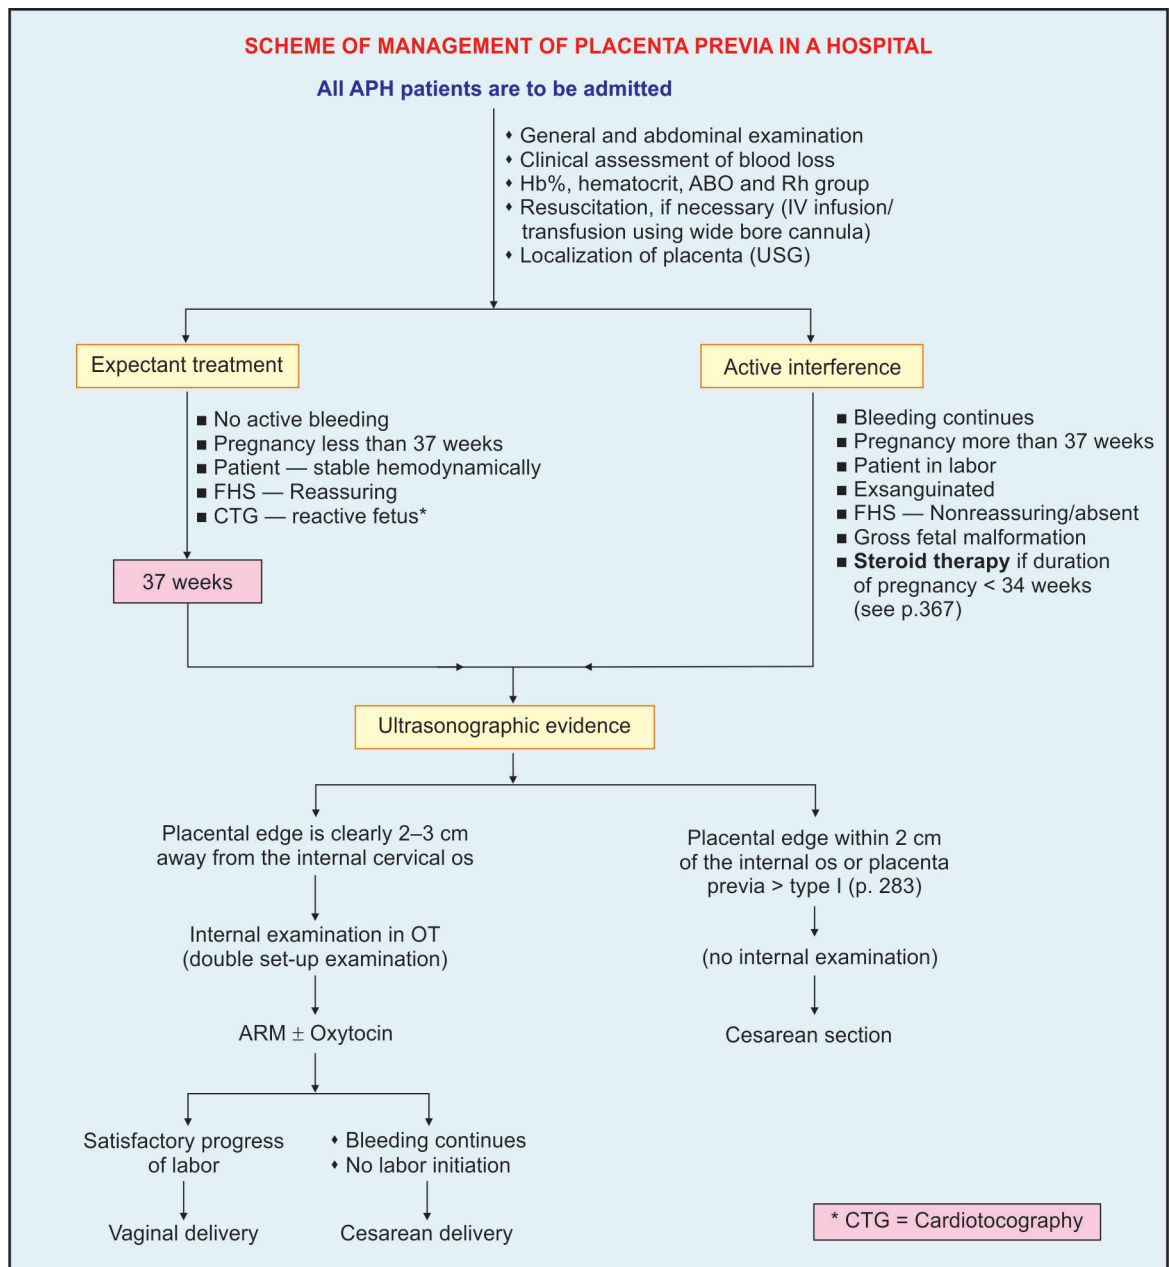 SCHEME OF MANAGEMENT OF PLACENTA PREVIA IN A HOSPITAL
All APH patients are to be admitted
♦ General and abdominal examination
♦ Clinical assessment of blood loss
♦ Hb%, hematocrit, ABO and Rh group
♦ Resuscitation, if necessary (IV infusion/
transfusion using wide bore cannula)
♦ Localization of placenta (USG)
Expectant treatment
■ No active bleeding
■ Pregnancy less than 37 weeks
■ Patient — stable hemodynamically
■ FHS — Reassuring
■ CTG — reactive fetus*
37 weeks
Active interference
■ Bleeding continues
■ Pregnancy more than 37 weeks
■ Patient in labor
■ Exsanguinated
■ FHS — Nonreassuring/absent
■ Gross fetal malformation
■ Steroid therapy if duration
of pregnancy < 34 weeks
(see p.367)
Ultrasonographic evidence
Placental edge is clearly 2–3 cm
away from the internal cervical os
Internal examination in OT
(double set-up examination)
ARM ± Oxytocin
Satisfactory progress
of labor
Vaginal delivery
♦ Bleeding continues
♦ No labor initiation
Cesarean delivery
Placental edge within 2 cm
of the internal os or placenta
previa > type I (p. 283)
(no internal examination)
Cesarean section
* CTG = Cardiotocography